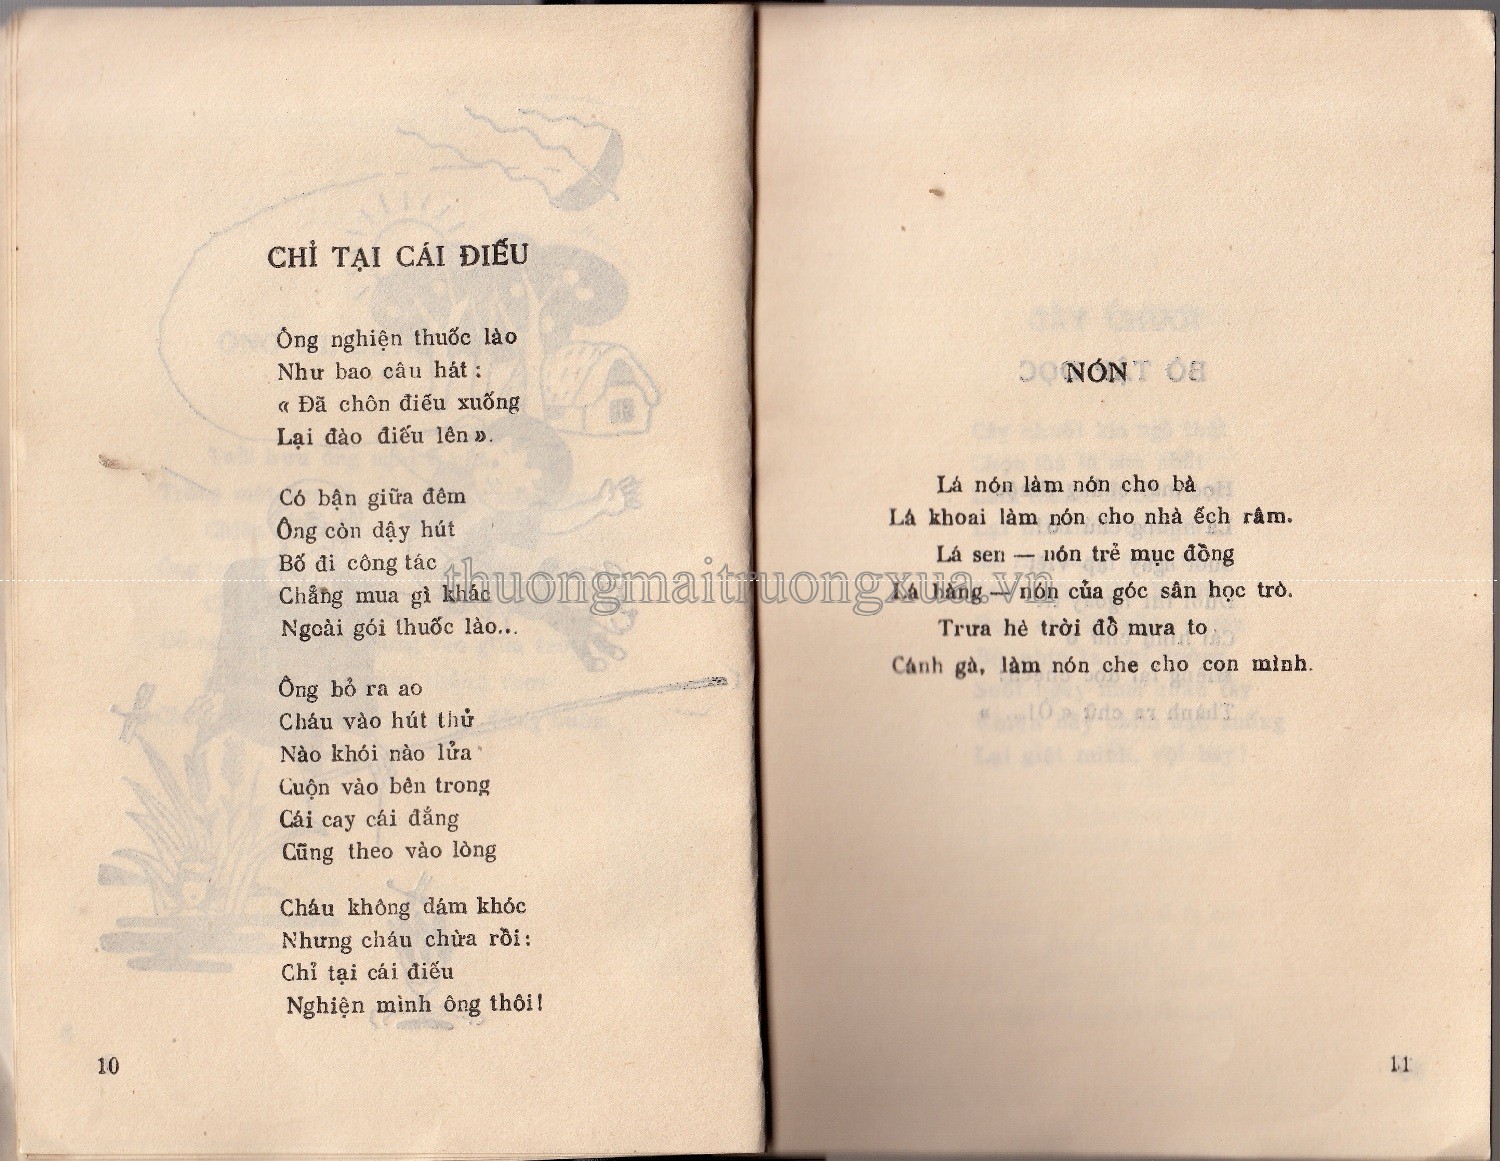 CHỈ TẠI CÁI ĐIẾU
Ông nghiện thuốc lào
Như bao câu hát :
« Đã chôn điếu xuống
Lại đào điếu lên ».
Có bận giữa đêm
Ông còn dậy hút
Bố đi công tác
Chẳng mua gì khác
Ngoài gói thuốc lào...
Ông bỏ ra ao
Cháu vào hút thử
Nào khói nào lửa
Cuộn vào bên trong
Cái cay cái đắng
Cũng theo vào lòng
Cháu không dám khóc
Nhưng cháu chừa rồi :
Chỉ tại cái điếu
Nghiện mình ông thôi !
10
NÓN
Lá nón làm nón cho bà
Lá khoai làm nón cho nhà ếch râm.
Lá sen — nón trẻ mục đồng
Lá bàng — nón của góc sân học trò.
Trưa hè trời đổ mưa to
Cánh gà, làm nón che cho con mình.
11
thuongmaitruongxua.vn